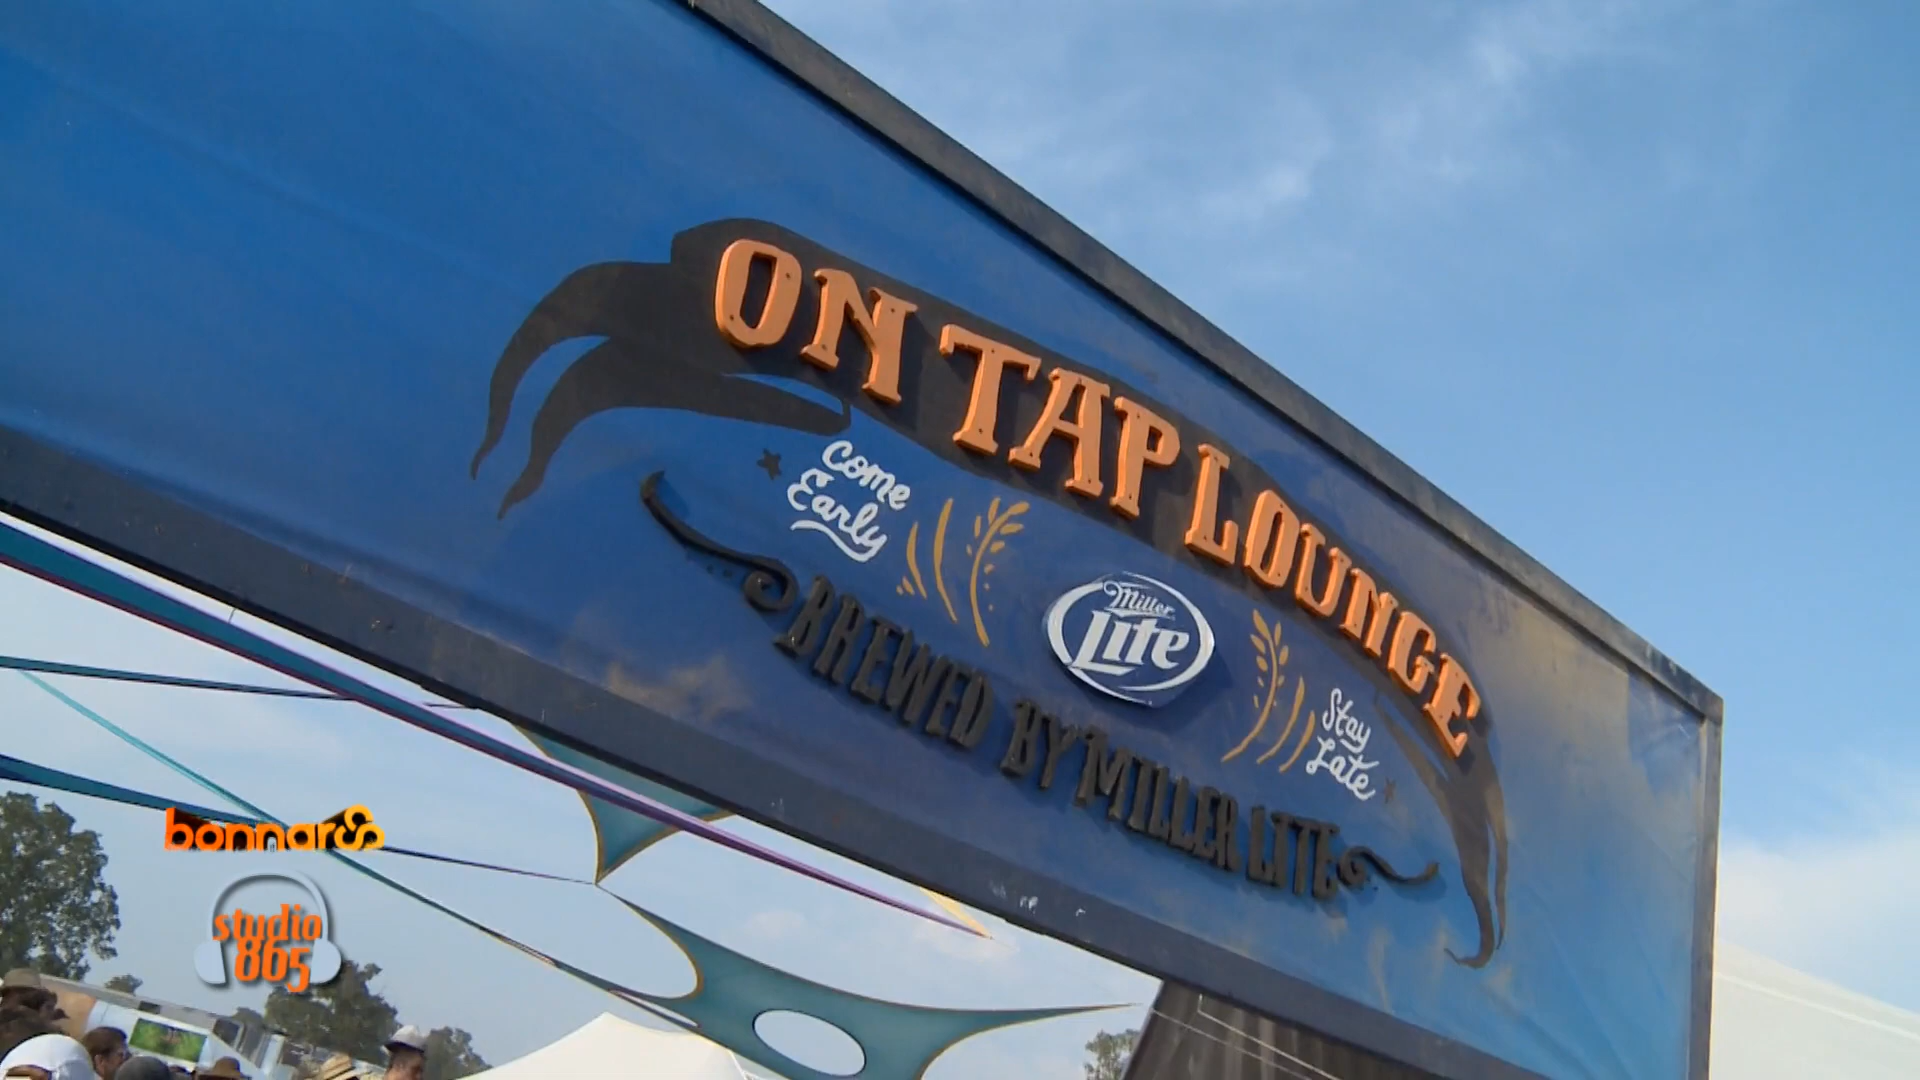 ON TAP LOUNGE
Come
Early
Miller
Lite
Stay
Late
BREWED BY MILLER LITE
bonnaroo
studio
865